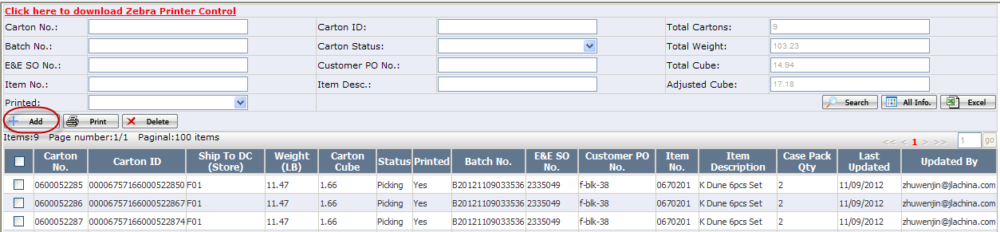 Click here to download Zebra Printer Control
Carton No.: Carton ID: Total Cartons: 9
Batch No.: Carton Status: Total Weight: 103.23
E&E SO No.: Customer PO No.: Total Cube: 14.94
Item No.: Item Desc.: Adjusted Cube: 17.18
Printed: Search All Info. Excel
Add Print Delete
Items:9 Page number:1/1 Paginal:100 items << < 1 > >> 1 go
Carton No. Carton ID Ship To DC (Store) Weight (LB) Carton Cube Status Printed Batch No. E&E SO No. Customer PO No. Item No. Item Description Case Pack Qty Last Updated Updated By
0600052285 00006757166000522850 F01 11.47 1.66 Picking Yes B20121109033536 2335049 f-blk-38 0670201 K Dune 6pcs Set 2 11/09/2012 zhuwenjin@jlachina.com
0600052286 00006757166000522867 F01 11.47 1.66 Picking Yes B20121109033536 2335049 f-blk-38 0670201 K Dune 6pcs Set 2 11/09/2012 zhuwenjin@jlachina.com
0600052287 00006757166000522874 F01 11.47 1.66 Picking Yes B20121109033536 2335049 f-blk-38 0670201 K Dune 6pcs Set 2 11/09/2012 zhuwenjin@jlachina.com